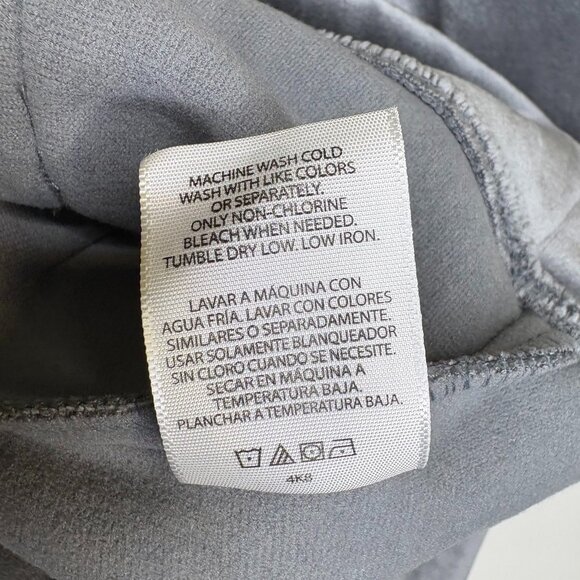 MACHINE WASH COLD
WASH WITH LIKE COLORS
OR SEPARATELY.
ONLY NON-CHLORINE
BLEACH WHEN NEEDED.
TUMBLE DRY LOW. LOW IRON.
LAVAR A MÁQUINA CON
AGUA FRÍA. LAVAR CON COLORES
SIMILARES O SEPARADAMENTE.
USAR SOLAMENTE BLANQUEADOR
SIN CLORO CUANDO SE NECESITE.
SECAR EN MÁQUINA A
TEMPERATURA BAJA.
PLANCHAR A TEMPERATURA BAJA.
4K8